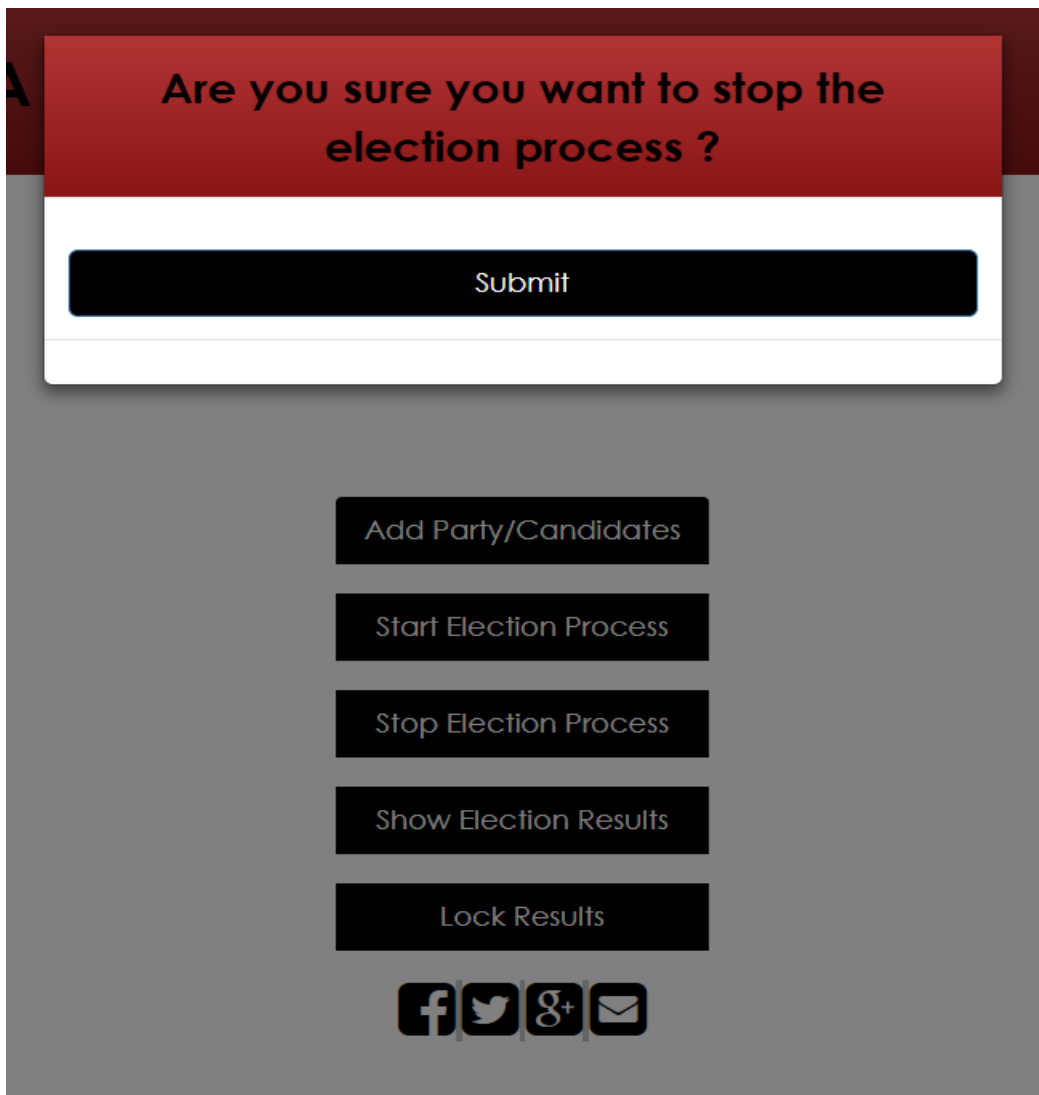 A
Are you sure you want to stop the
election process ?
Submit
Add Party/Candidates
Start Election Process
Stop Election Process
Show Election Results
Lock Results